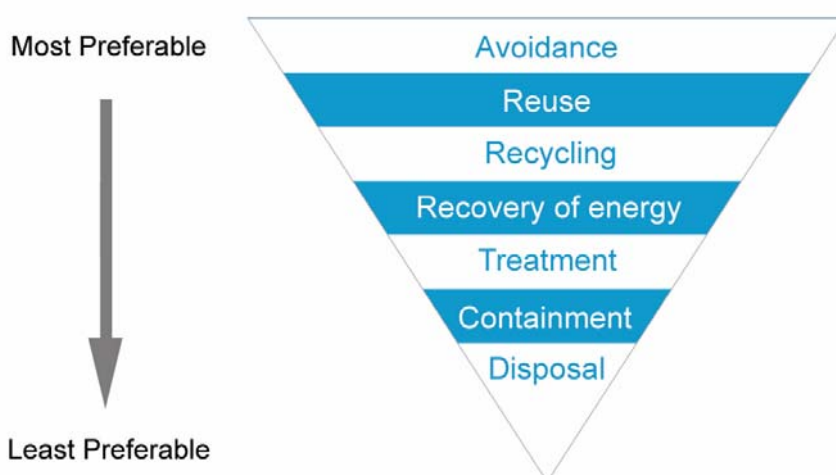 Most Preferable
Avoidance
Reuse
Recycling
Recovery of energy
Treatment
Containment
Disposal
Least Preferable